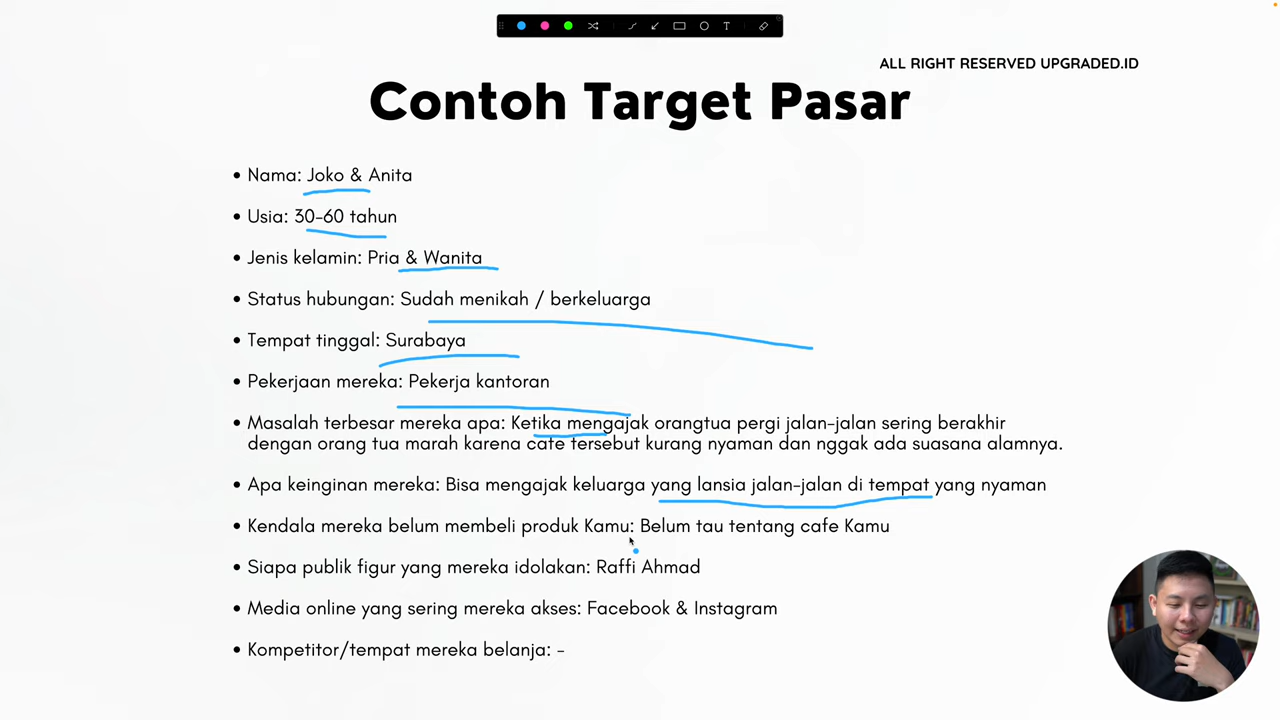 ALL RIGHT RESERVED UPGRADED.ID
Contoh Target Pasar
• Nama: Joko & Anita
• Usia: 30-60 tahun
• Jenis kelamin: Pria & Wanita
• Status hubungan: Sudah menikah / berkeluarga
• Tempat tinggal: Surabaya
• Pekerjaan mereka: Pekerja kantoran
• Masalah terbesar mereka apa: Ketika mengajak orangtua pergi jalan-jalan sering berakhir
dengan orang tua marah karena cafe tersebut kurang nyaman dan nggak ada suasana alamnya.
• Apa keinginan mereka: Bisa mengajak keluarga yang lansia jalan-jalan di tempat yang nyaman
• Kendala mereka belum membeli produk Kamu: Belum tau tentang cafe Kamu
• Siapa publik figur yang mereka idolakan: Raffi Ahmad
• Media online yang sering mereka akses: Facebook & Instagram
• Kompetitor/tempat mereka belanja: -